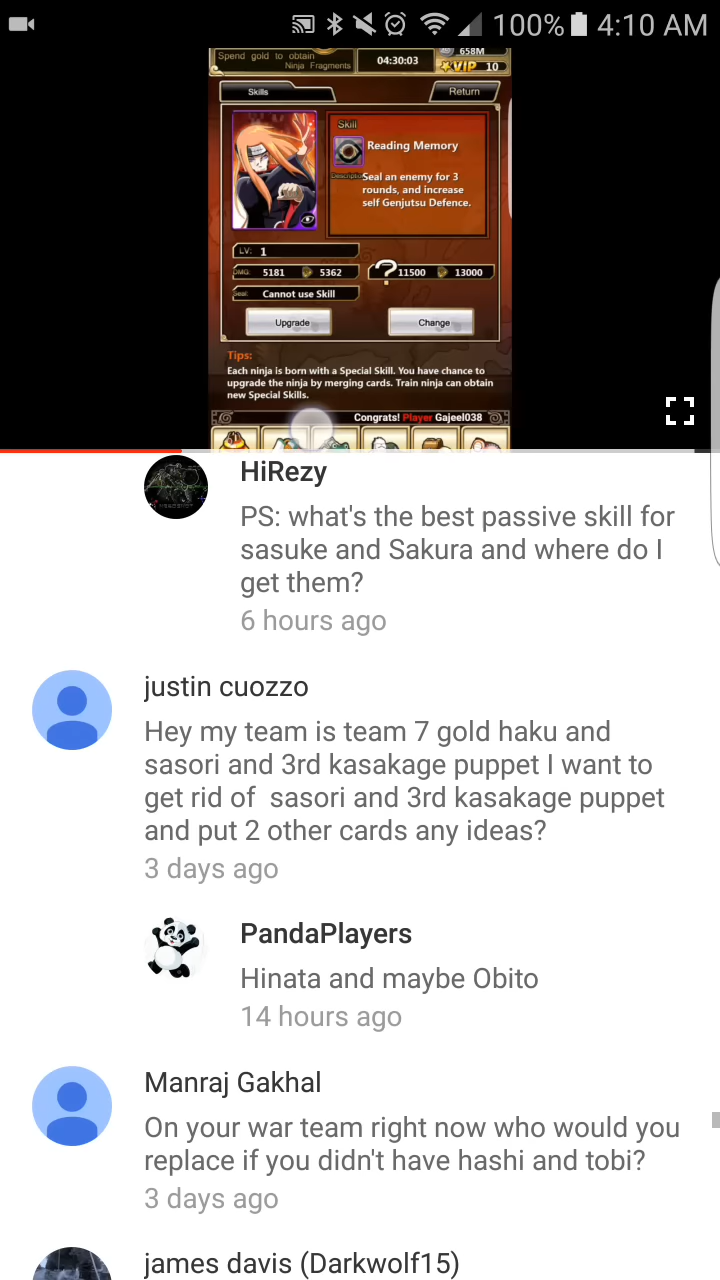 100% 4:10 AM
Spend gold to obtain
Ninja Fragments
04:30:03
658M
VIP 10
Skills
Return
Skill
Reading Memory
Seal an enemy for 3
rounds, and increase
self Genjutsu Defence.
LV: 1
DMG: 5181 5362
?11500 13000
Seal: Cannot use Skill
Upgrade
Change
Tips:
Each ninja is born with a Special Skill. You have chance to
upgrade the ninja by merging cards. Train ninja can obtain
new Special Skills.
Congrats! Player Gajeel038
HiRezy
PS: what's the best passive skill for
sasuke and Sakura and where do I
get them?
6 hours ago
justin cuozzo
Hey my team is team 7 gold haku and
sasori and 3rd kasakage puppet I want to
get rid of  sasori and 3rd kasakage puppet
and put 2 other cards any ideas?
3 days ago
PandaPlayers
Hinata and maybe Obito
14 hours ago
Manraj Gakhal
On your war team right now who would you
replace if you didn't have hashi and tobi?
3 days ago
james davis (Darkwolf15)